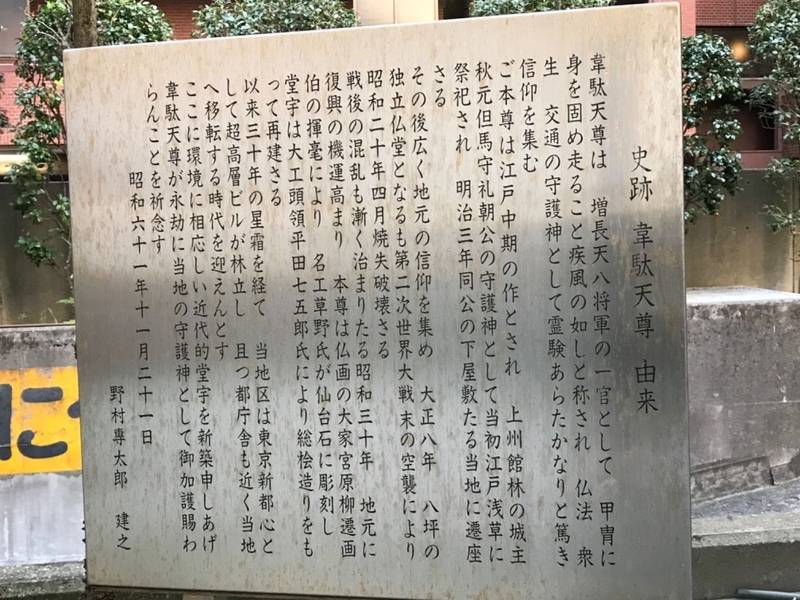 史跡 韋駄天尊 由来
韋駄天尊は 増長天八将軍の一官として 甲冑に
身を固め走ること疾風の如しと称され 仏法 衆
生 交通の守護神として霊験あらたかなりと篤き
信仰を集む
ご本尊は江戸中期の作とされ 上州館林の城主
秋元但馬守礼朝公の守護神として当初江戸浅草に
祭祀され 明治三年同公の下屋敷たる当地に遷座
さる
その後広く地元の信仰を集め 大正八年 八坪の
独立仏堂となるも第二次世界大戦末の空襲により
昭和二十年四月焼失破壊さる
戦後の混乱も漸く治まりたる昭和三十年 地元に
復興の機運高まり 本尊は仏画の大家宮原柳遷画
伯の揮毫により 名工草野氏が仙台石に彫刻し
堂宇は大工頭領平田七五郎氏により総桧造りをも
って再建さる
以来三十年の星霜を経て 当地区は東京新都心と
して超高層ビルが林立し 且つ都庁舎も近く当地
へ移転する時代を迎えんとす
ここに環境に相応しい近代的堂宇を新築申しあげ
韋駄天尊が永劫に当地の守護神として御加護賜わ
らんことを祈念す
昭和六十一年十一月二十一日
野村専太郎 建之
に